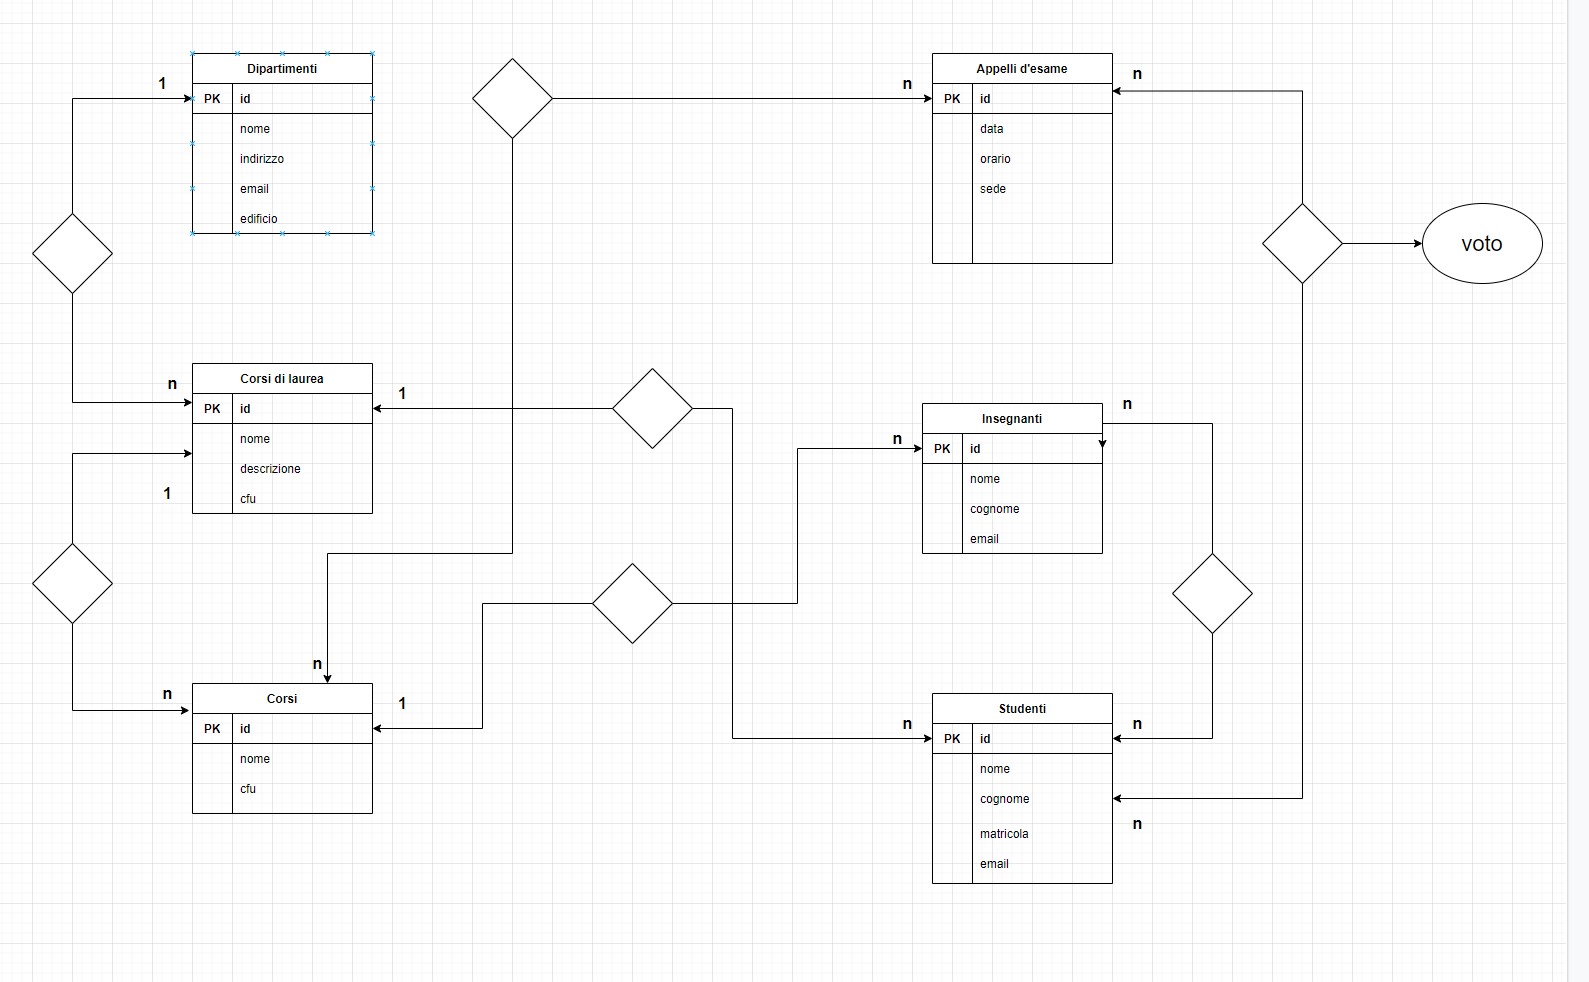 Dipartimenti
1
PK id
nome
indirizzo
email
edificio
n
Appelli d'esame
n
PK id
data
orario
sede
voto
n
Corsi di laurea
1
PK id
nome
descrizione
1
cfu
n
Insegnanti
n
PK id
nome
cognome
email
n
n
Corsi
1
PK id
nome
cfu
n
Studenti
n
PK id
nome
cognome
n
matricola
email